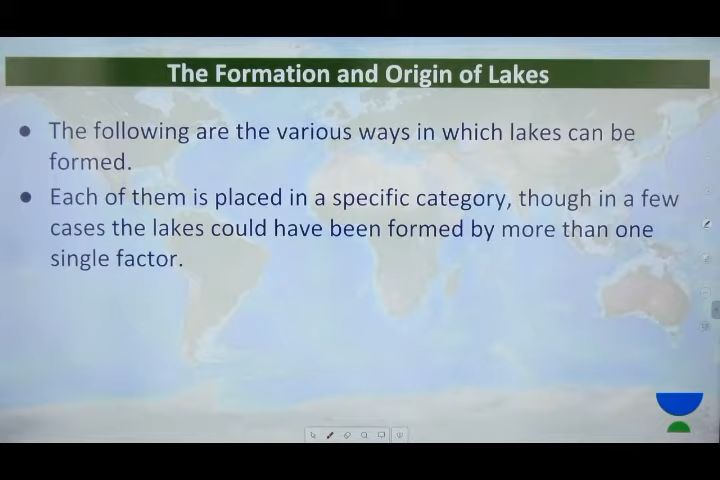 The Formation and Origin of Lakes
● The following are the various ways in which lakes can be
formed.
● Each of them is placed in a specific category, though in a few
cases the lakes could have been formed by more than one
single factor.